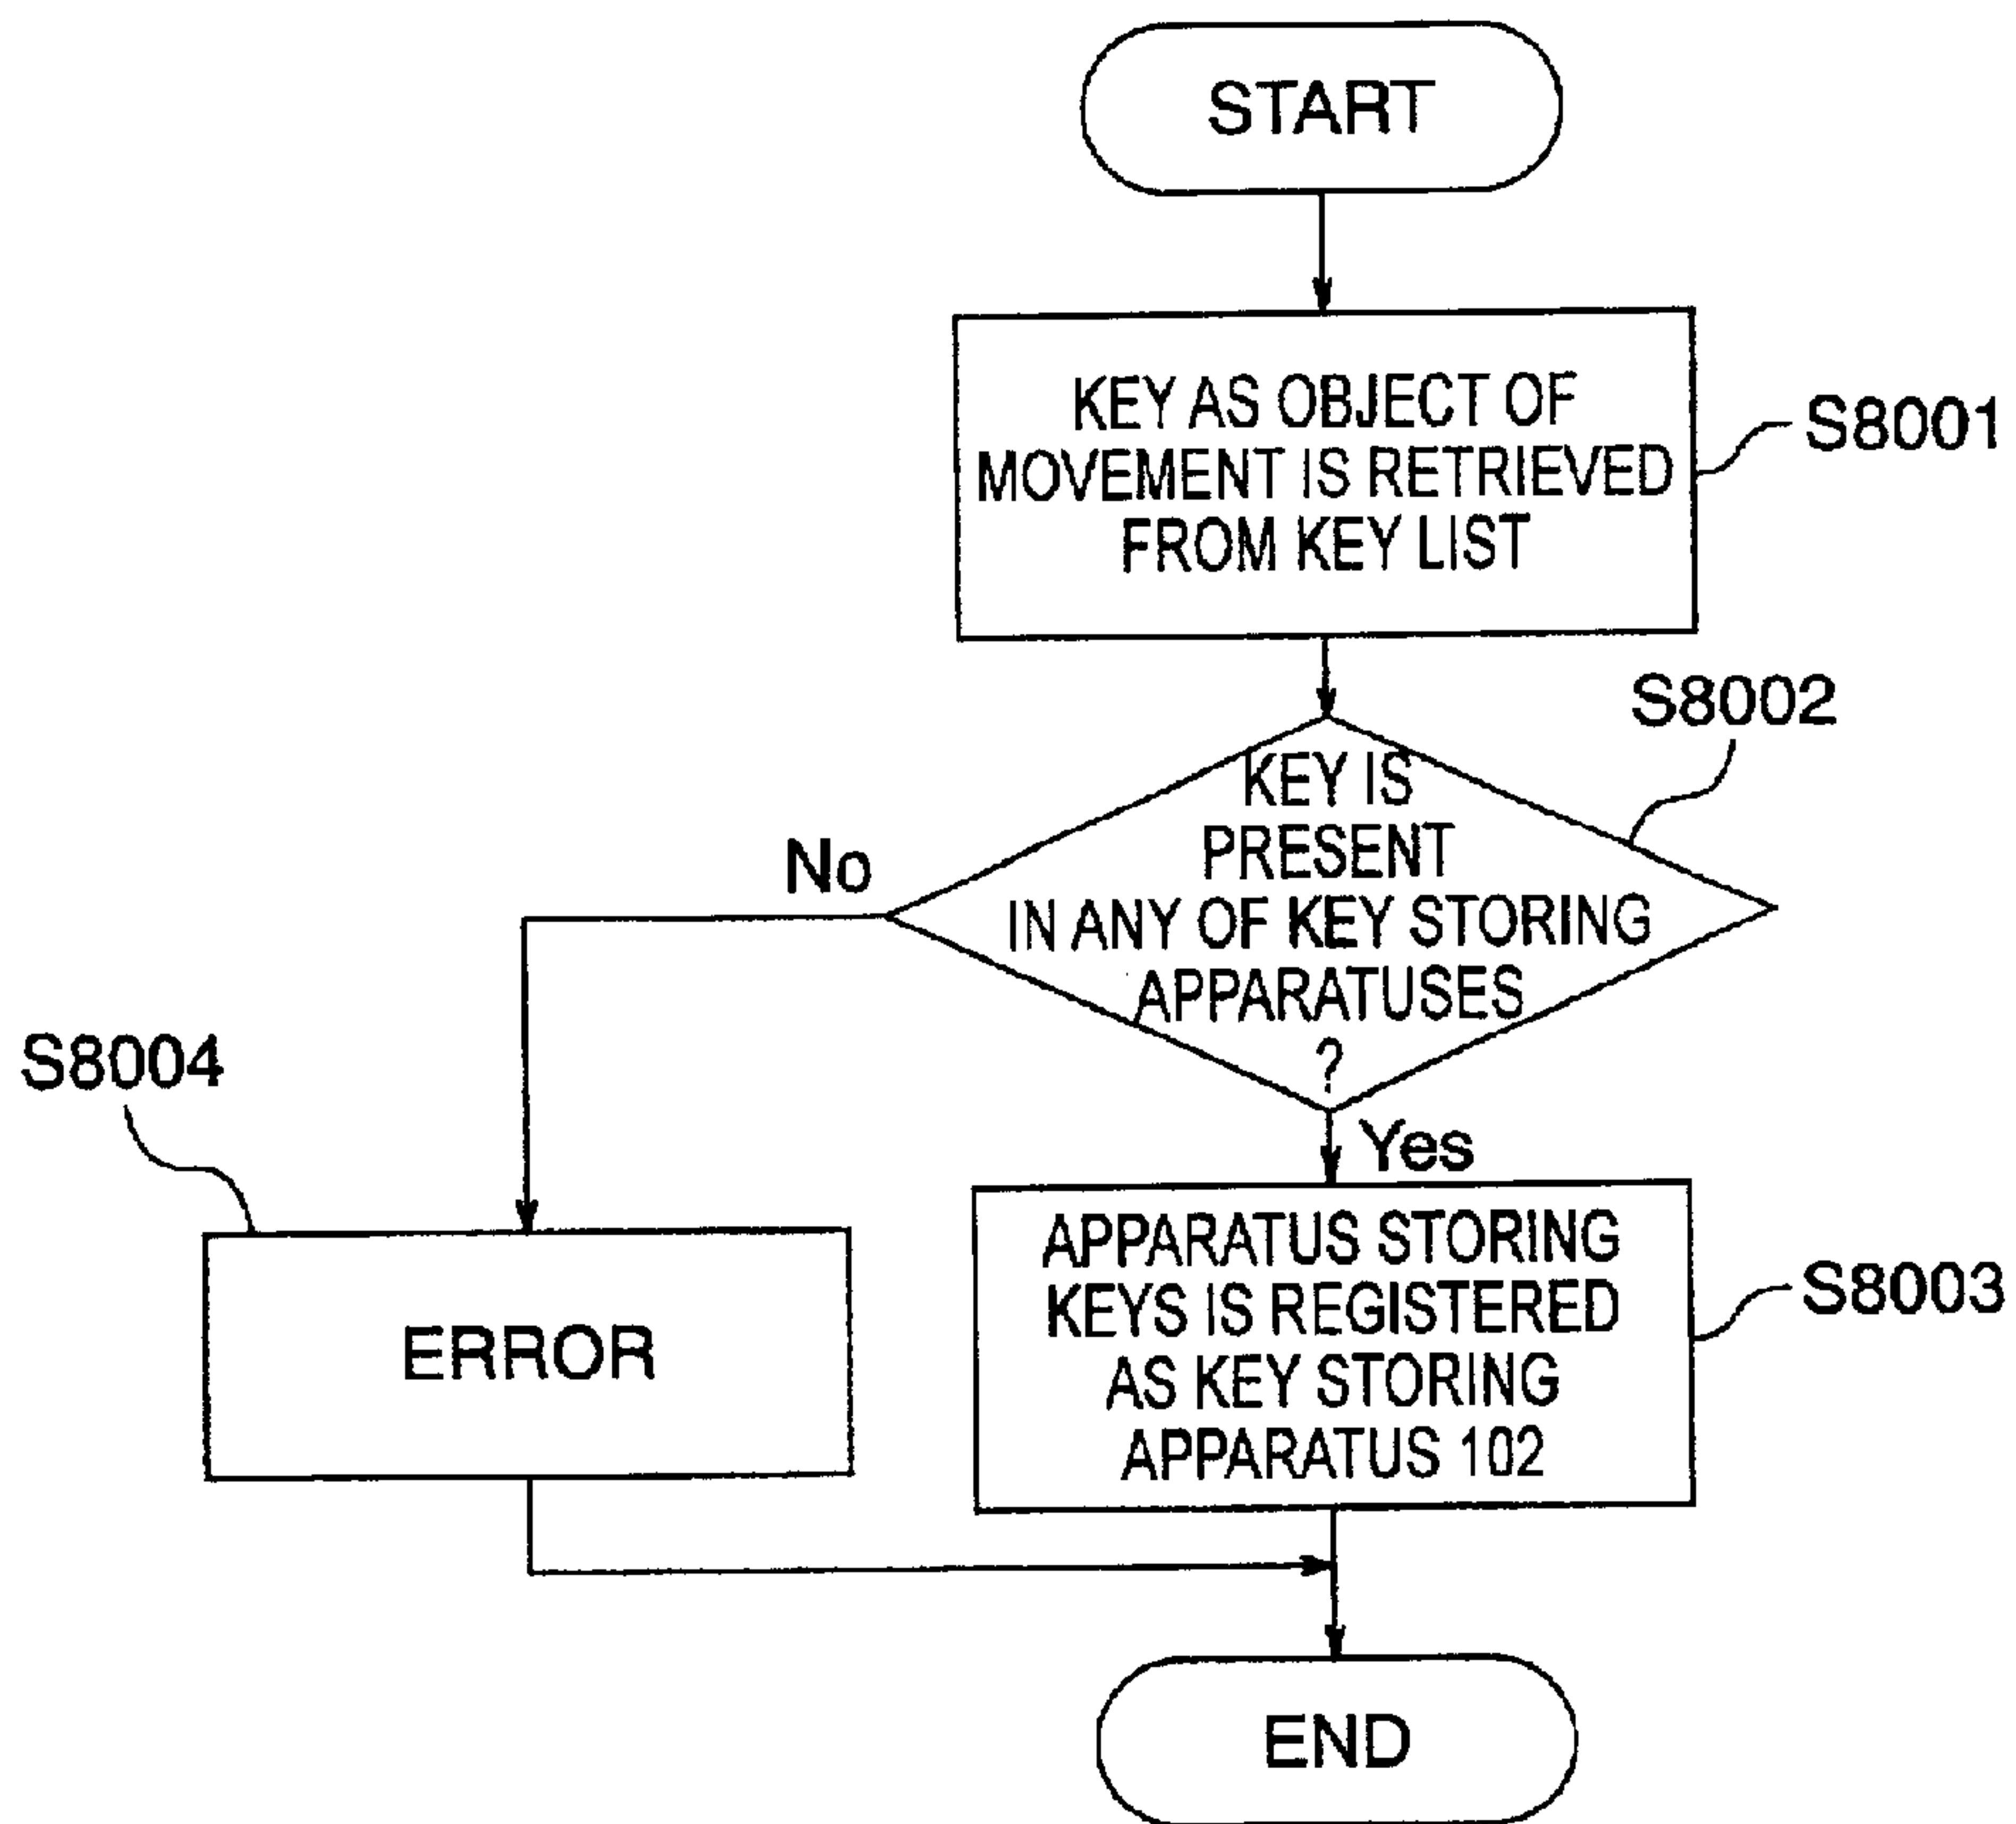 START
KEY AS OBJECT OF
MOVEMENT IS RETRIEVED
FROM KEY LIST
S8001
S8002
KEY IS
PRESENT
IN ANY OF KEY STORING
APPARATUSES
?
No
Yes
S8004
ERROR
APPARATUS STORING
KEYS IS REGISTERED
AS KEY STORING
APPARATUS 102
S8003
END